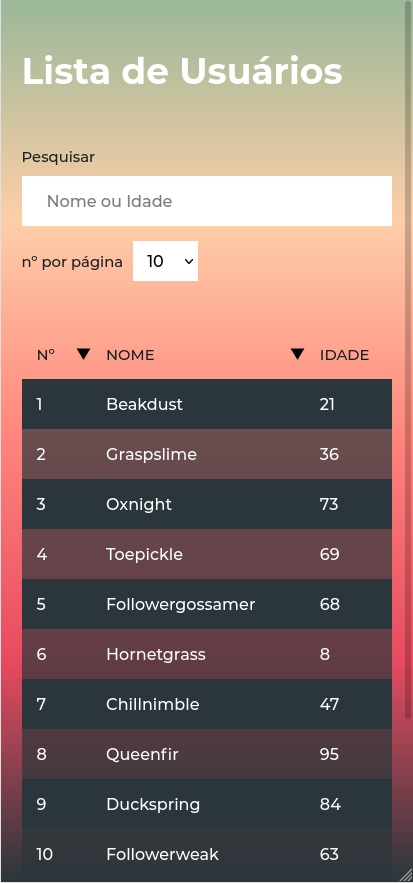 Lista de Usuários
Pesquisar
Nome ou Idade
nº por página 10
Nº ▼ NOME ▼ IDADE
1 Beakdust 21
2 Graspslime 36
3 Oxnight 73
4 Toepickle 69
5 Followergossamer 68
6 Hornetgrass 8
7 Chillnimble 47
8 Queenfir 95
9 Duckspring 84
10 Followerweak 63